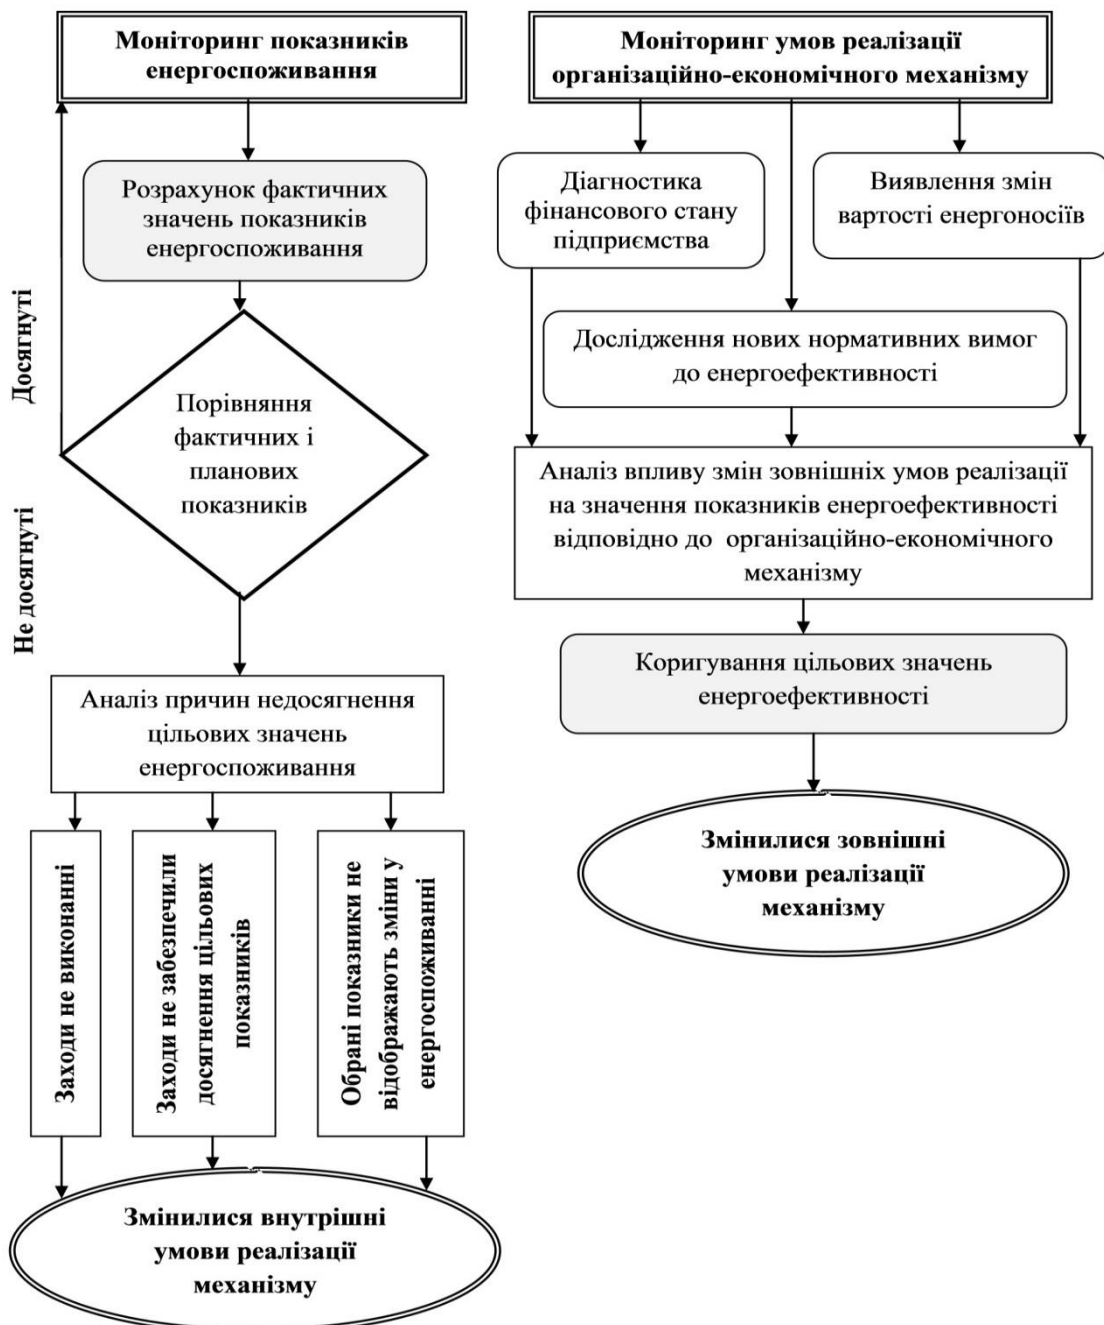 Моніторинг показників
енергоспоживання
Розрахунок фактичних
значень показників
енергоспоживання
Досягнуті
Порівняння
фактичних і
планових
показників
Не досягнуті
Аналіз причин недосягнення
цільових значень
енергоспоживання
Заходи не виконанні
Заходи не забезпечили
досягнення цільових
показників
Обрані показники не
відображають зміни у
енергоспоживанні
Змінилися внутрішні
умови реалізації
механізму
Моніторинг умов реалізації
організаційно-економічного механізму
Діагностика
фінансового стану
підприємства
Виявлення змін
вартості енергоносіїв
Дослідження нових нормативних вимог
до енергоефективності
Аналіз впливу змін зовнішніх умов реалізації
на значення показників енергоефективності
відповідно до організаційно-економічного
механізму
Коригування цільових значень
енергоефективності
Змінилися зовнішні
умови реалізації
механізму